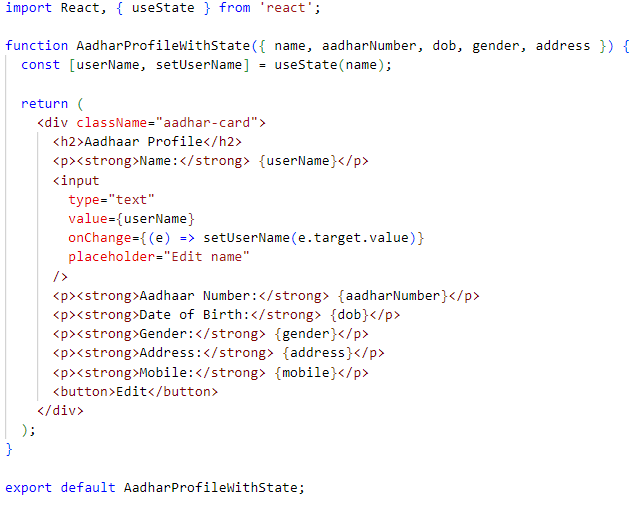 import React, { useState } from 'react';

function AadharProfileWithState({ name, aadharNumber, dob, gender, address }) {
  const [userName, setUserName] = useState(name);

  return (
    <div className="aadhar-card">
      <h2>Aadhaar Profile</h2>
      <p><strong>Name:</strong> {userName}</p>
      <input
        type="text"
        value={userName}
        onChange={(e) => setUserName(e.target.value)}
        placeholder="Edit name"
      />
      <p><strong>Aadhaar Number:</strong> {aadharNumber}</p>
      <p><strong>Date of Birth:</strong> {dob}</p>
      <p><strong>Gender:</strong> {gender}</p>
      <p><strong>Address:</strong> {address}</p>
      <p><strong>Mobile:</strong> {mobile}</p>
      <button>Edit</button>
    </div>
  );
}

export default AadharProfileWithState;